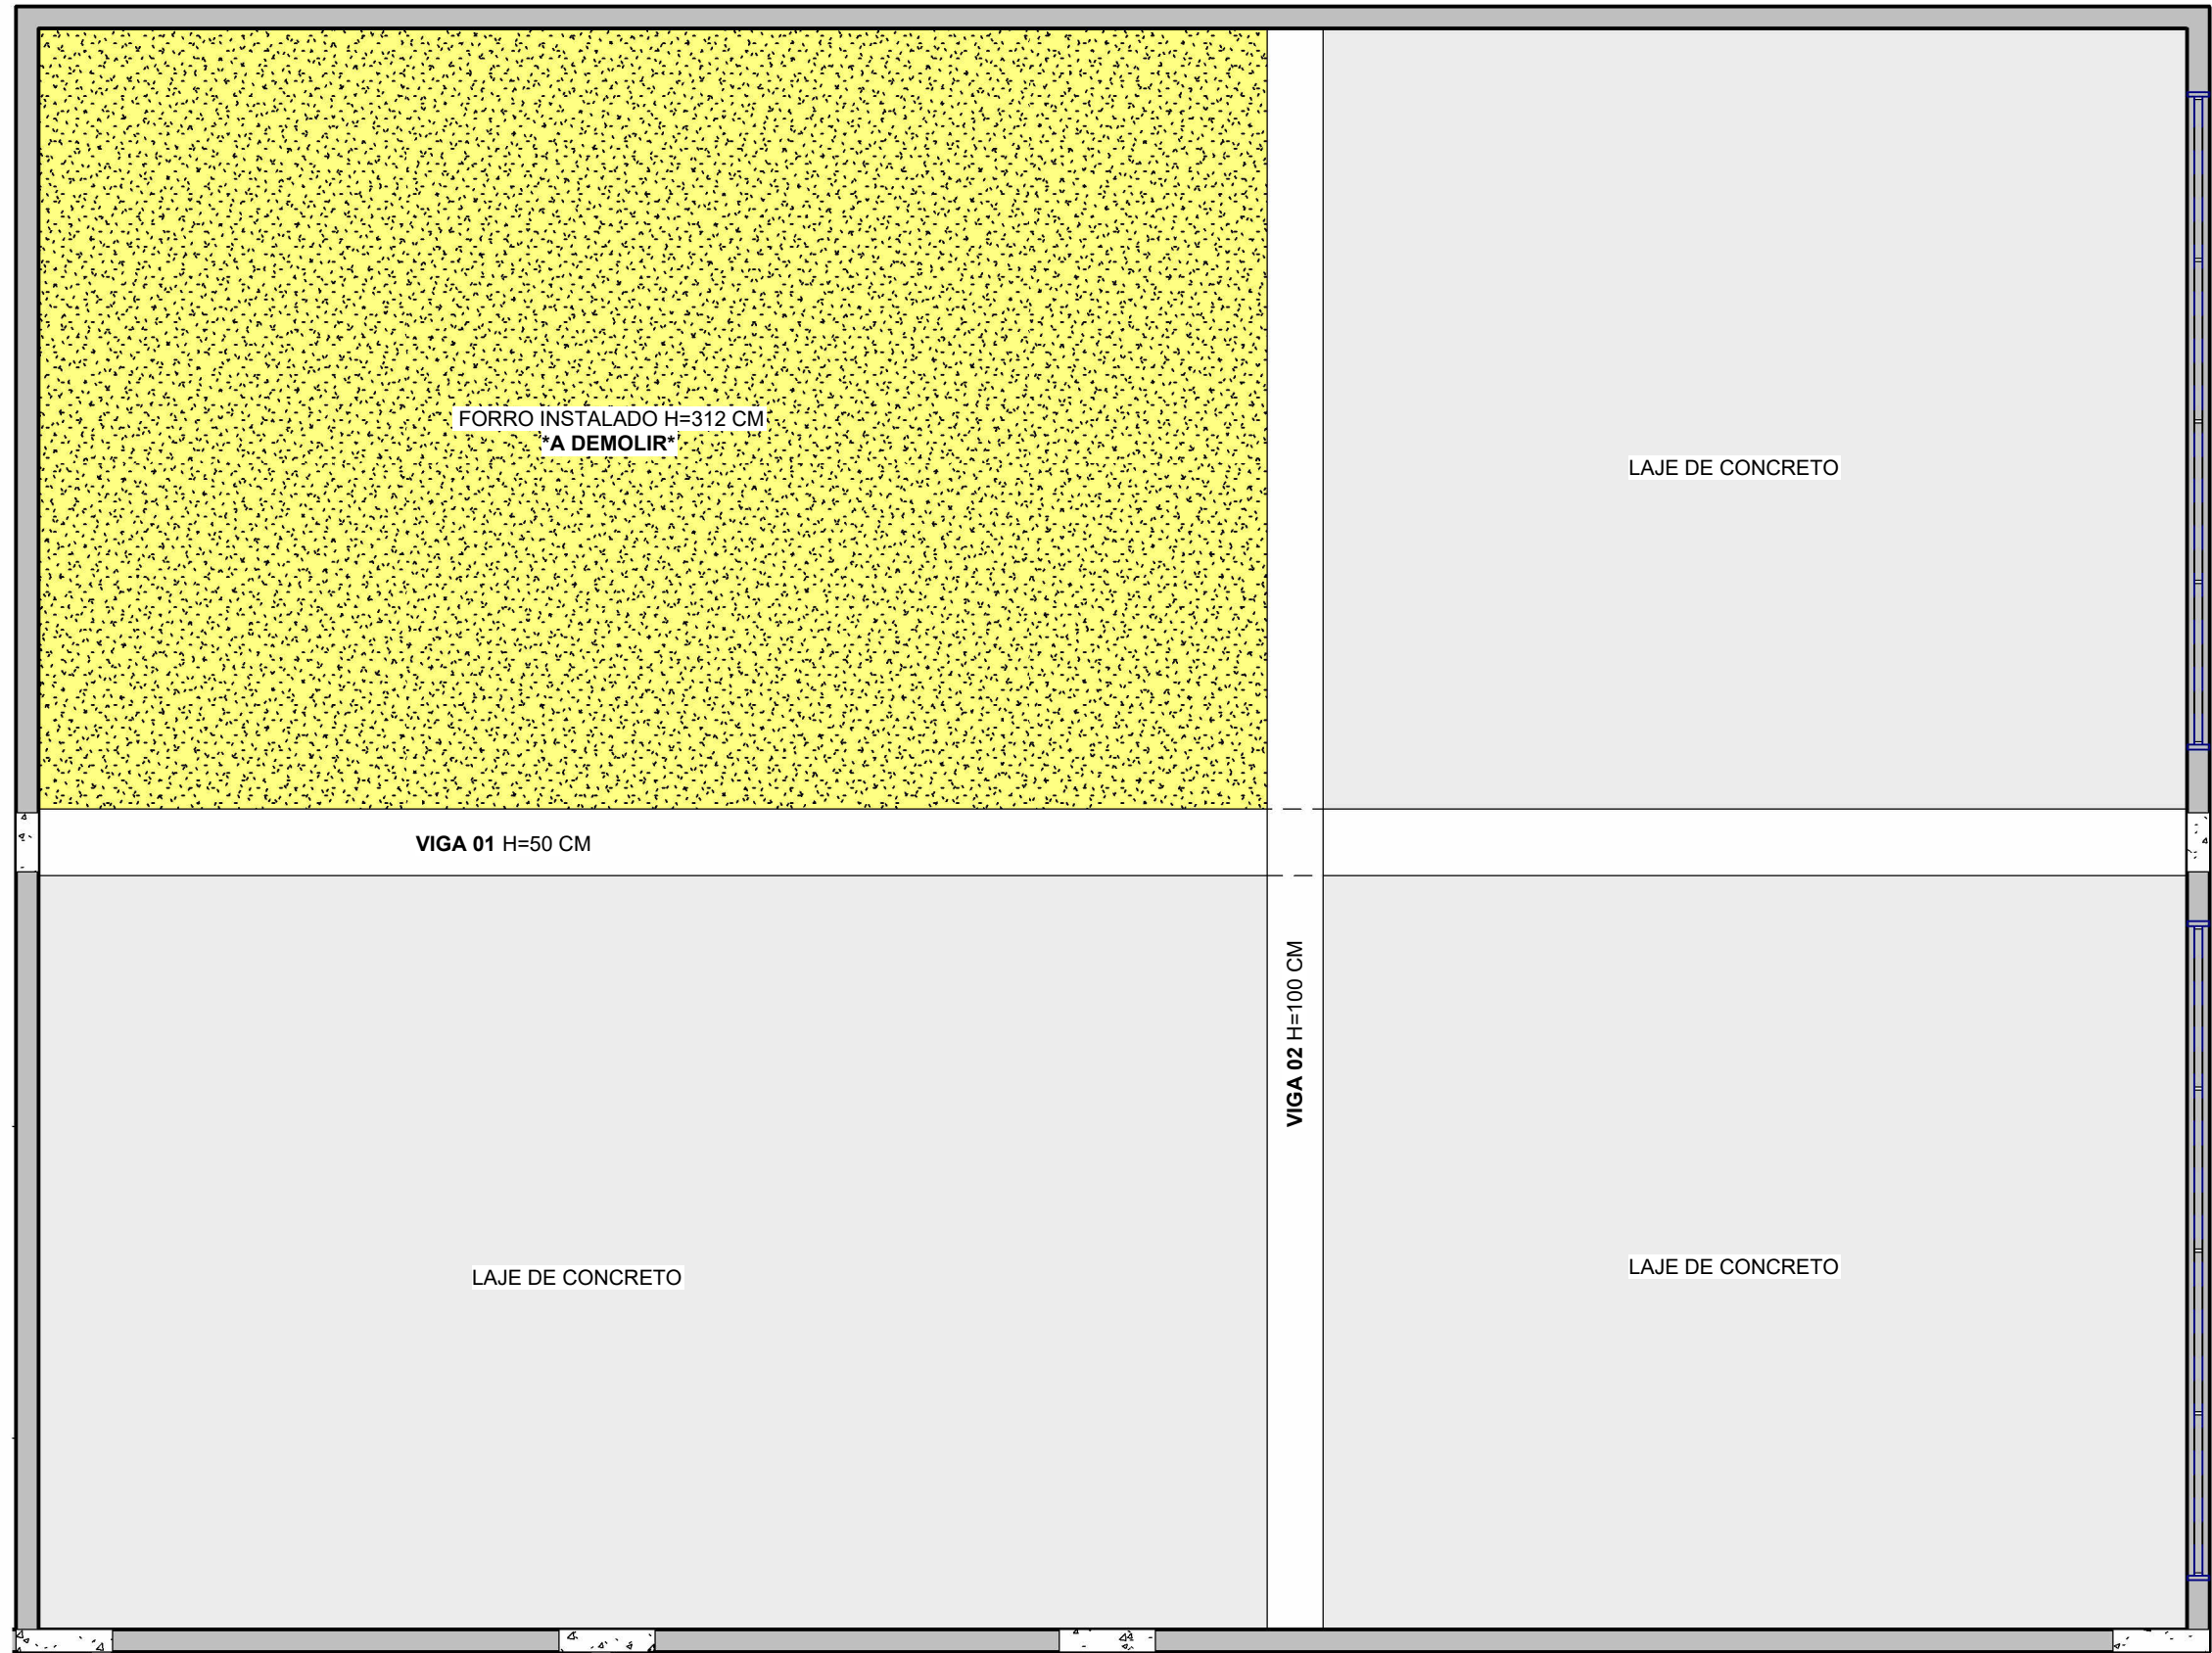 FORRO INSTALADO H=312 CM
*A DEMOLIR*
LAJE DE CONCRETO
VIGA 01 H=50 CM
VIGA 02 H=100 CM
LAJE DE CONCRETO
LAJE DE CONCRETO